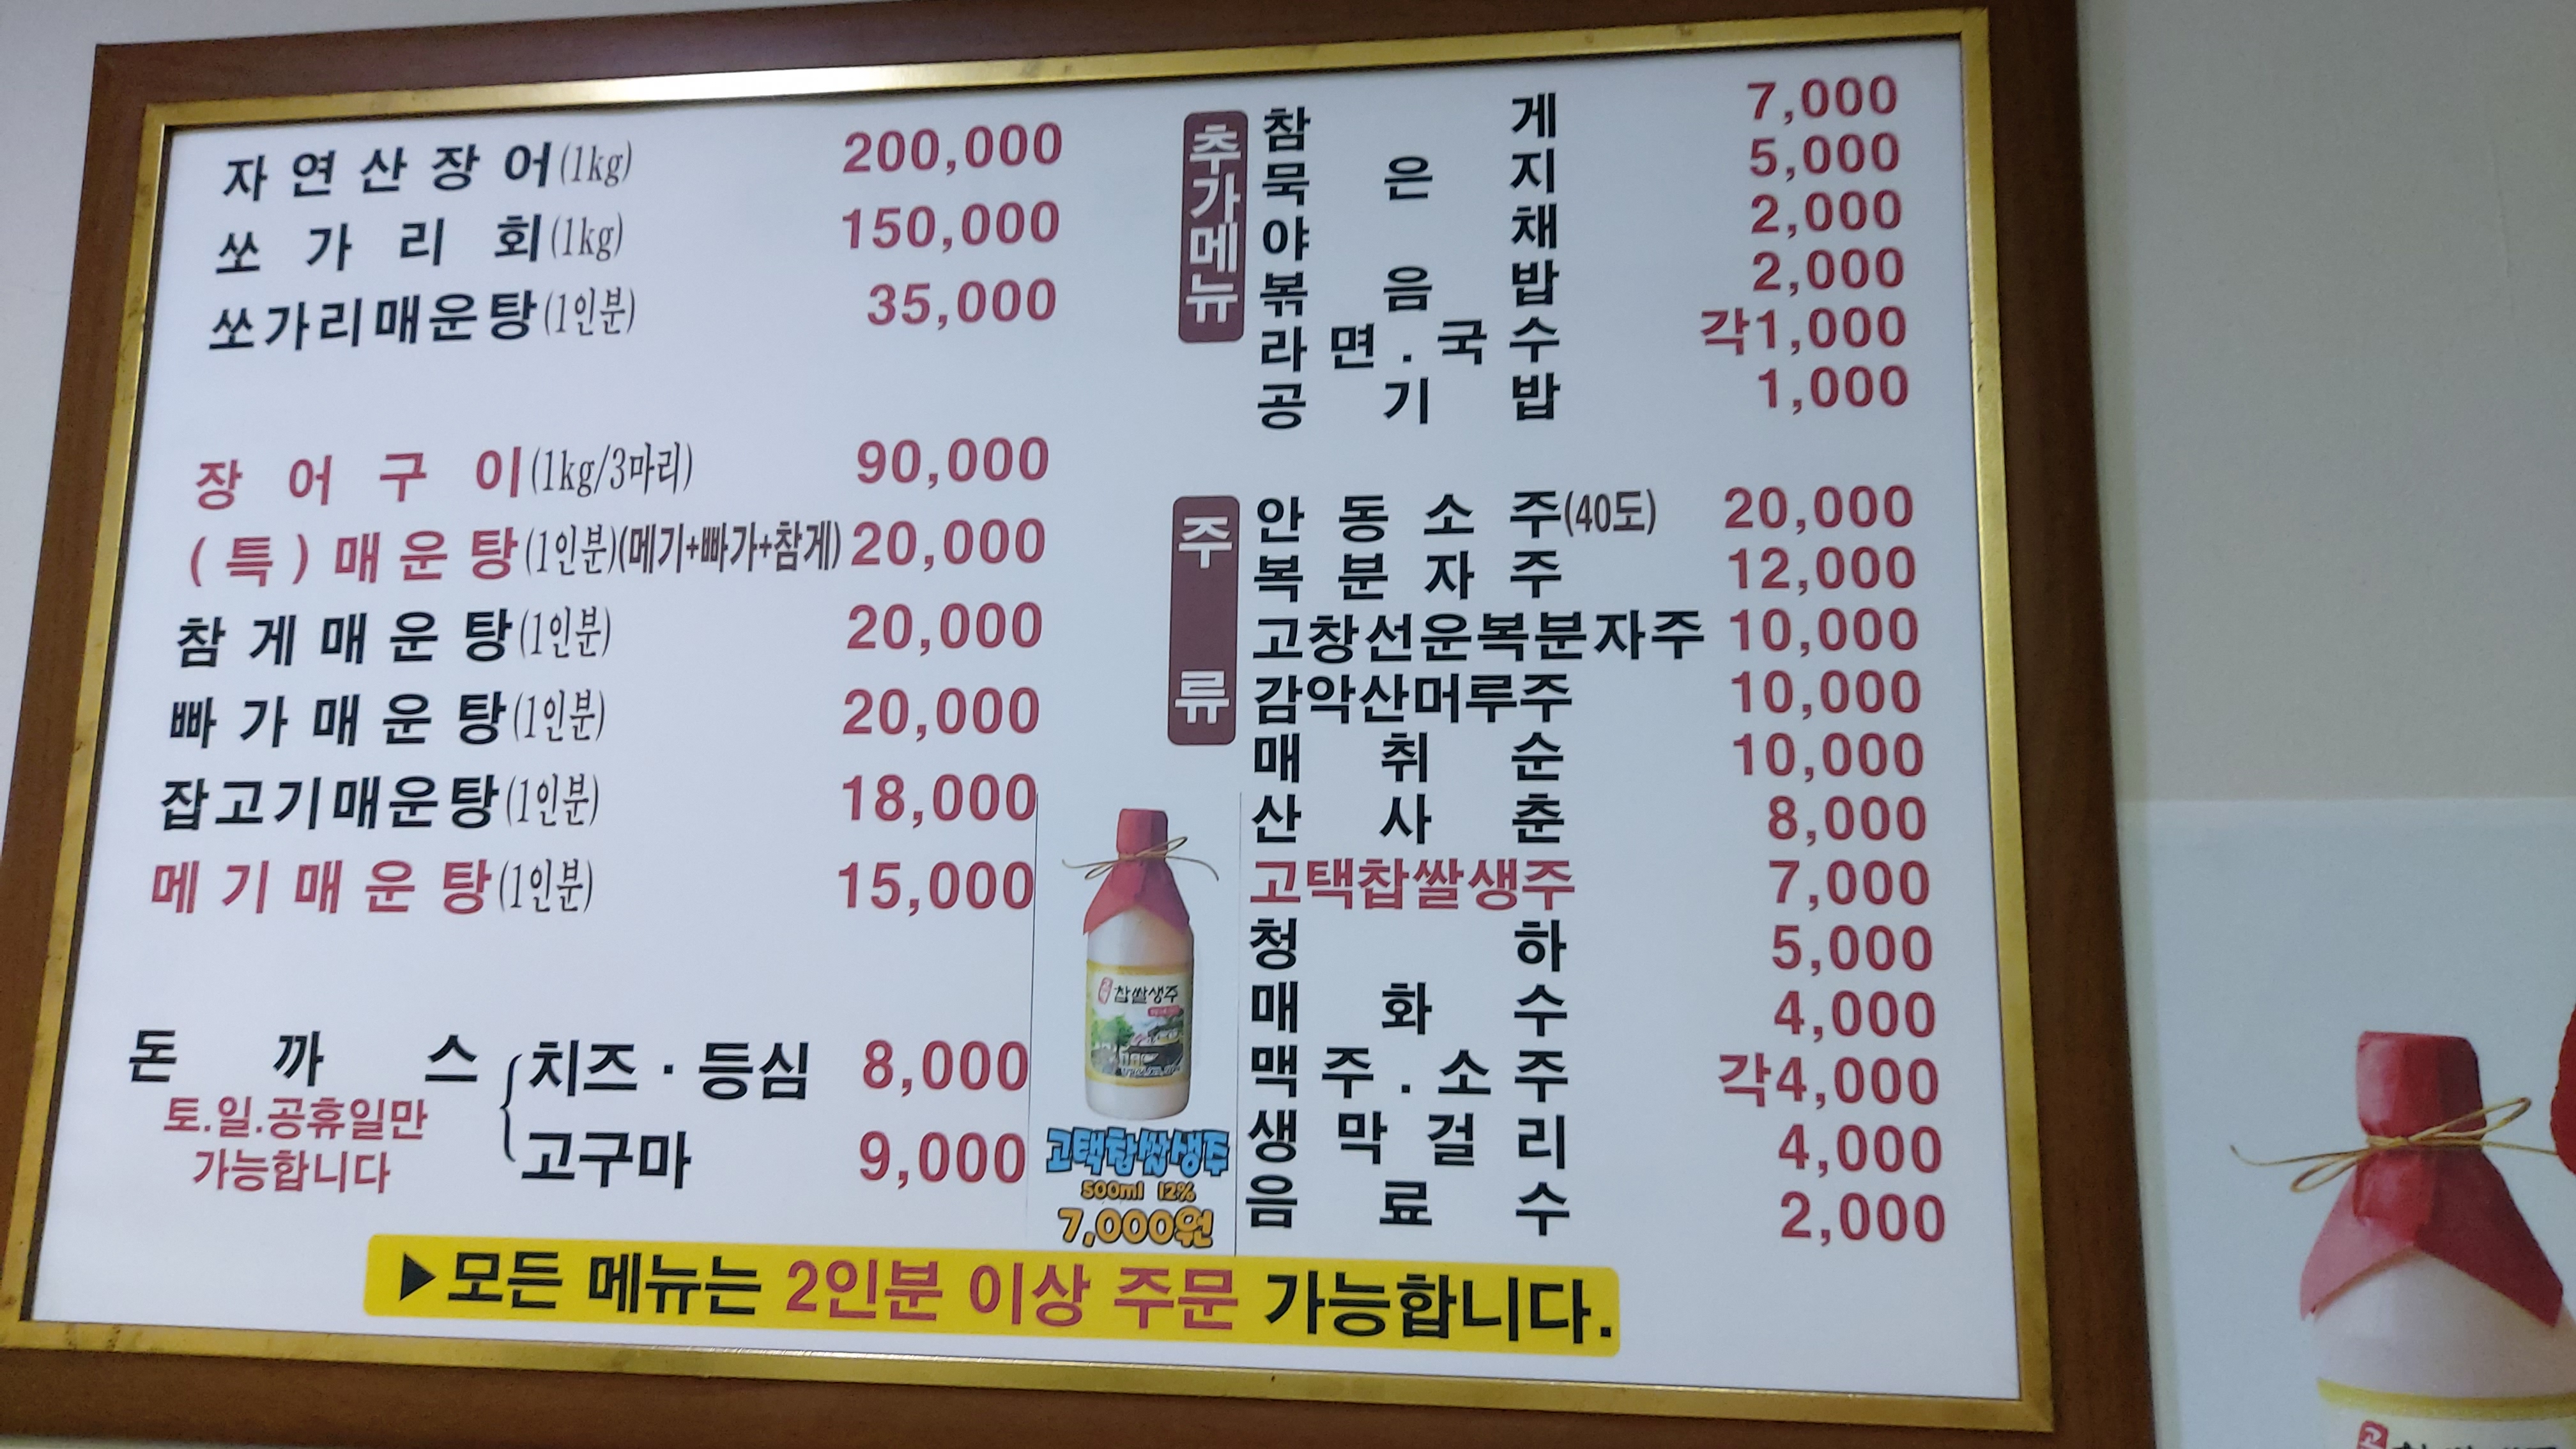 자연산장어(1kg) 200,000
쏘가리회(1kg) 150,000
쏘가리매운탕(1인분) 35,000
장어구이(1kg/3마리) 90,000
(특)매운탕(1인분)(메기+빠가+참게) 20,000
참게매운탕(1인분) 20,000
빠가매운탕(1인분) 20,000
잡고기매운탕(1인분) 18,000
메기매운탕(1인분) 15,000
돈까스 치즈·등심 8,000
고구마 9,000
토.일.공휴일만
가능합니다
추가메뉴
참게 7,000
묵은지 5,000
야채 2,000
볶음밥 2,000
라면.국수 각1,000
공기밥 1,000
주류
안동소주(40도) 20,000
복분자주 12,000
고창선운복분자주 10,000
감악산머루주 10,000
매취순 10,000
산사춘 8,000
고택찹쌀생주 7,000
청하 5,000
매화수 4,000
맥주.소주 각4,000
생막걸리 4,000
음료수 2,000
찹쌀생주
고택찹쌀생주
500ml 12%
7,000원
▶모든 메뉴는 2인분 이상 주문 가능합니다.